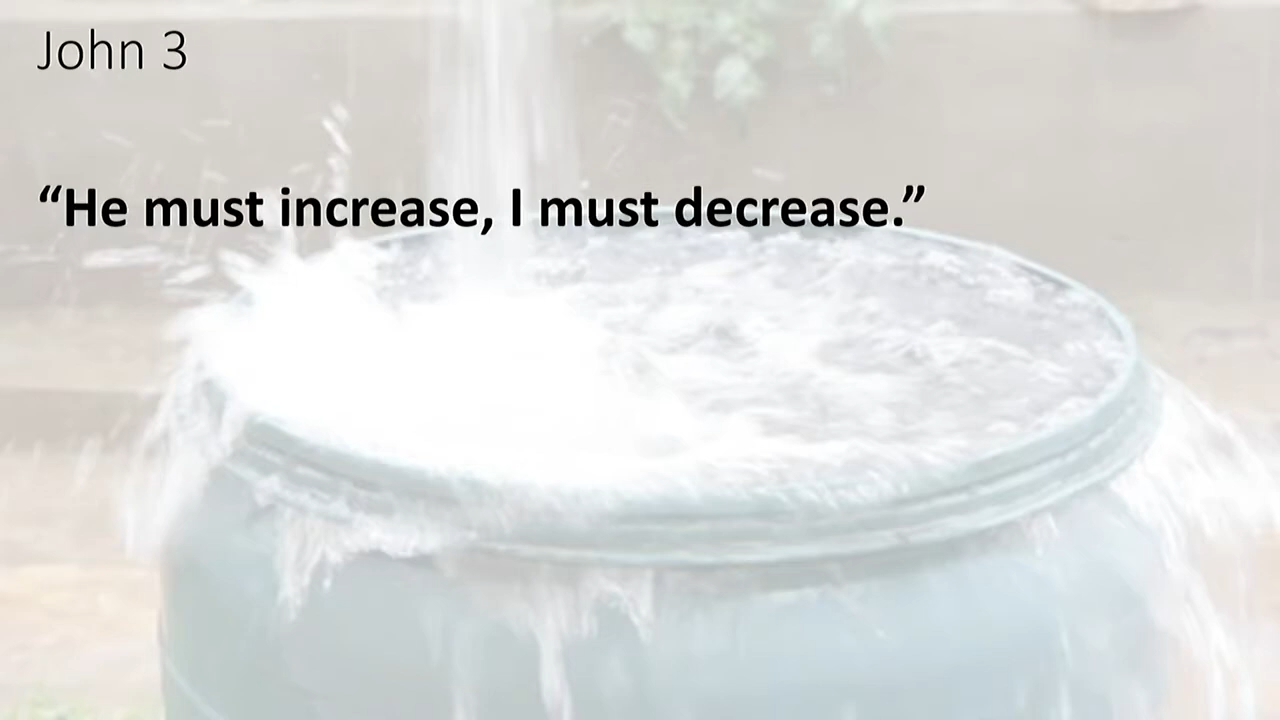 John 3
“He must increase, I must decrease.”